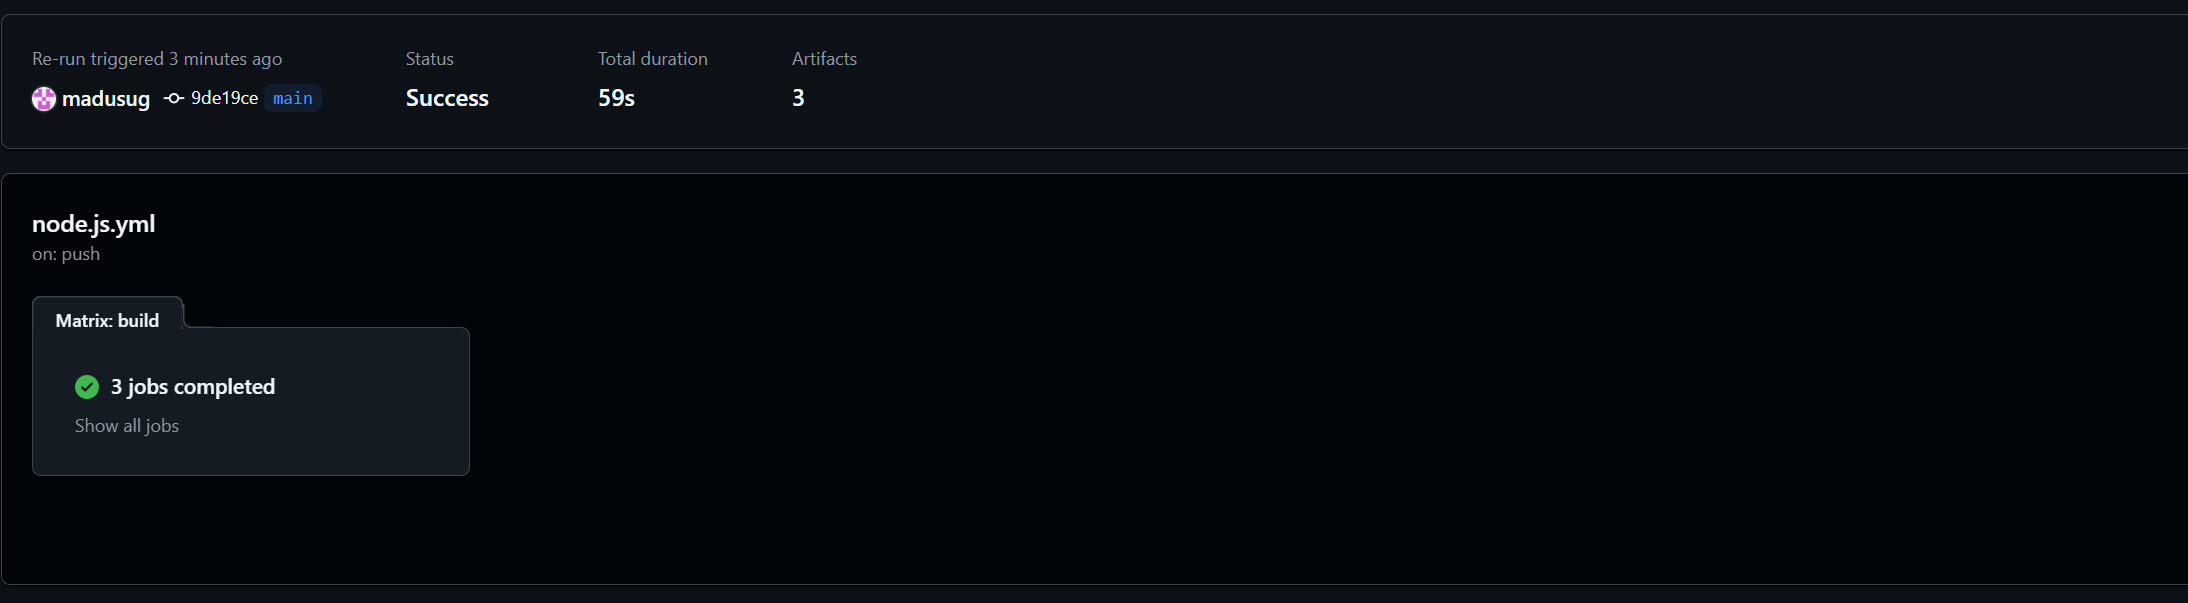 Re-run triggered 3 minutes ago
madusug 9de19ce main
Status
Success
Total duration
59s
Artifacts
3
node.js.yml
on: push
Matrix: build
3 jobs completed
Show all jobs